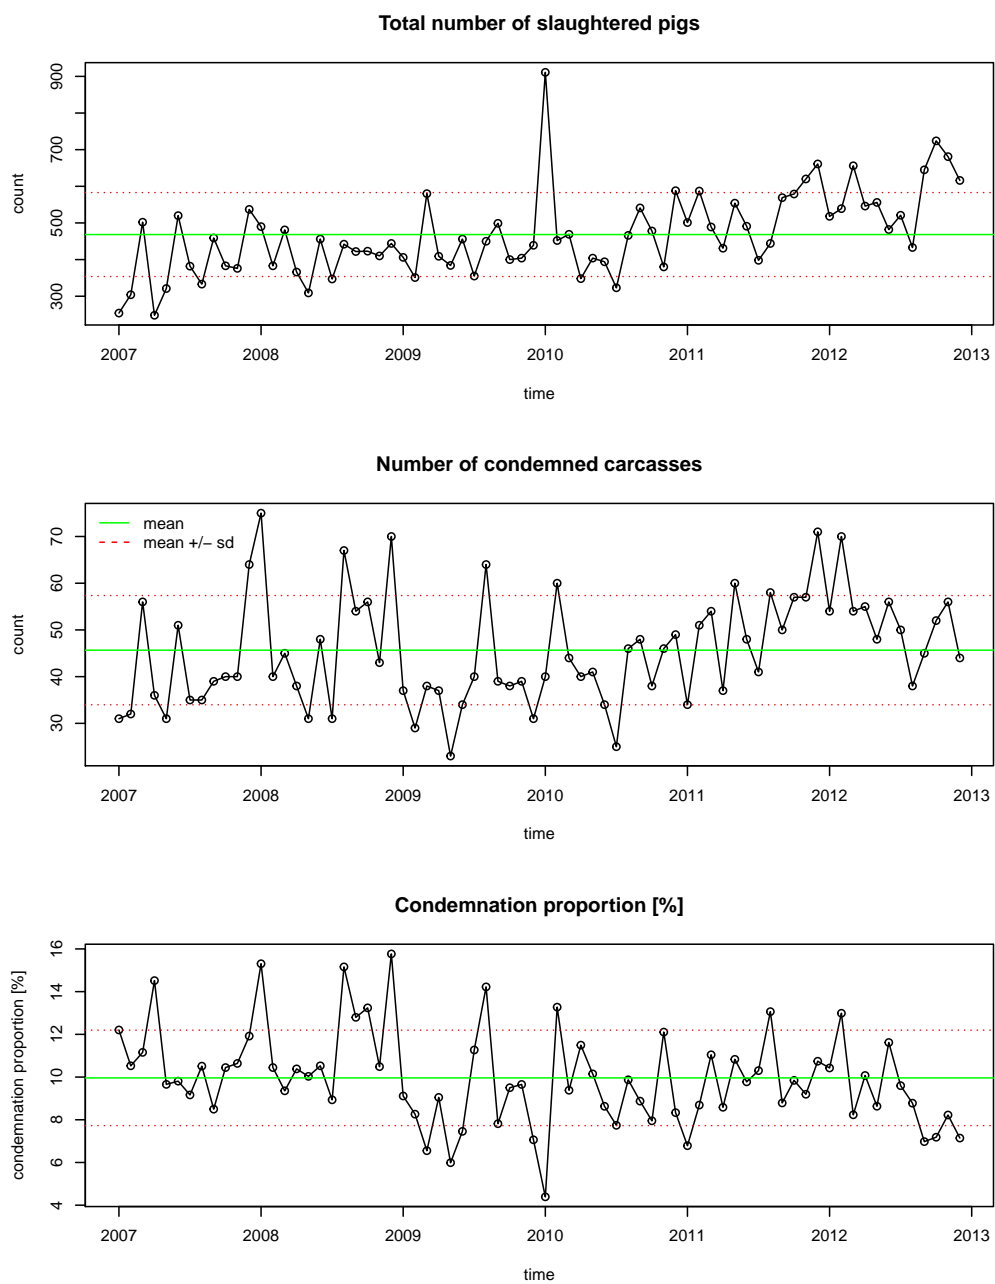 Total number of slaughtered pigs
900
700
500
300
count
2007 2008 2009 2010 2011 2012 2013
time
Number of condemned carcasses
mean
mean +/− sd
70
60
50
40
30
count
2007 2008 2009 2010 2011 2012 2013
time
Condemnation proportion [%]
16
14
12
10
8
6
4
condemnation proportion [%]
2007 2008 2009 2010 2011 2012 2013
time